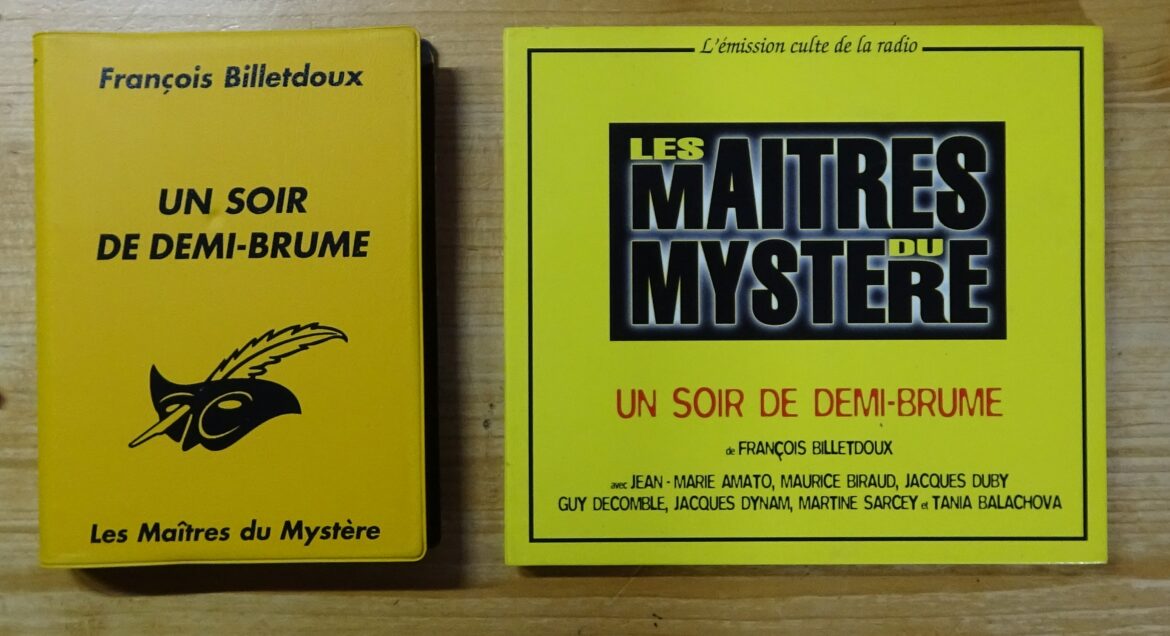 François Billetdoux
UN SOIR
DE DEMI-BRUME
Les Maîtres du Mystère
L'émission culte de la radio
LES
MAITRES
DU
MYSTERE
UN SOIR DE DEMI-BRUME
de FRANÇOIS BILLETDOUX
avec JEAN-MARIE AMATO, MAURICE BIRAUD, JACQUES DUBY
GUY DECOMBLE, JACQUES DYNAM, MARTINE SARCEY et TANIA BALACHOVA